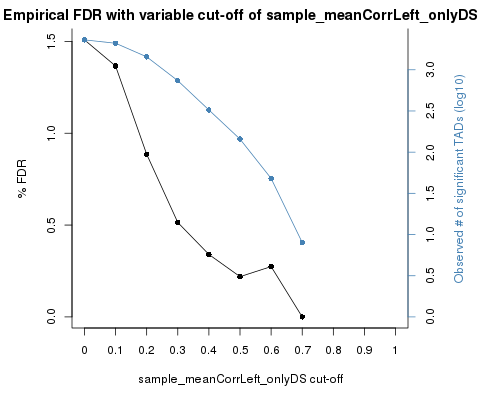 Empirical FDR with variable cut-off of sample_meanCorrLeft_onlyDS
% FDR
1.5
1.0
0.5
0.0
0 0.1 0.2 0.3 0.4 0.5 0.6 0.7 0.8 0.9 1
sample_meanCorrLeft_onlyDS cut-off
3.0
2.5
2.0
1.5
1.0
0.5
0.0
Observed # of significant TADs (log10)